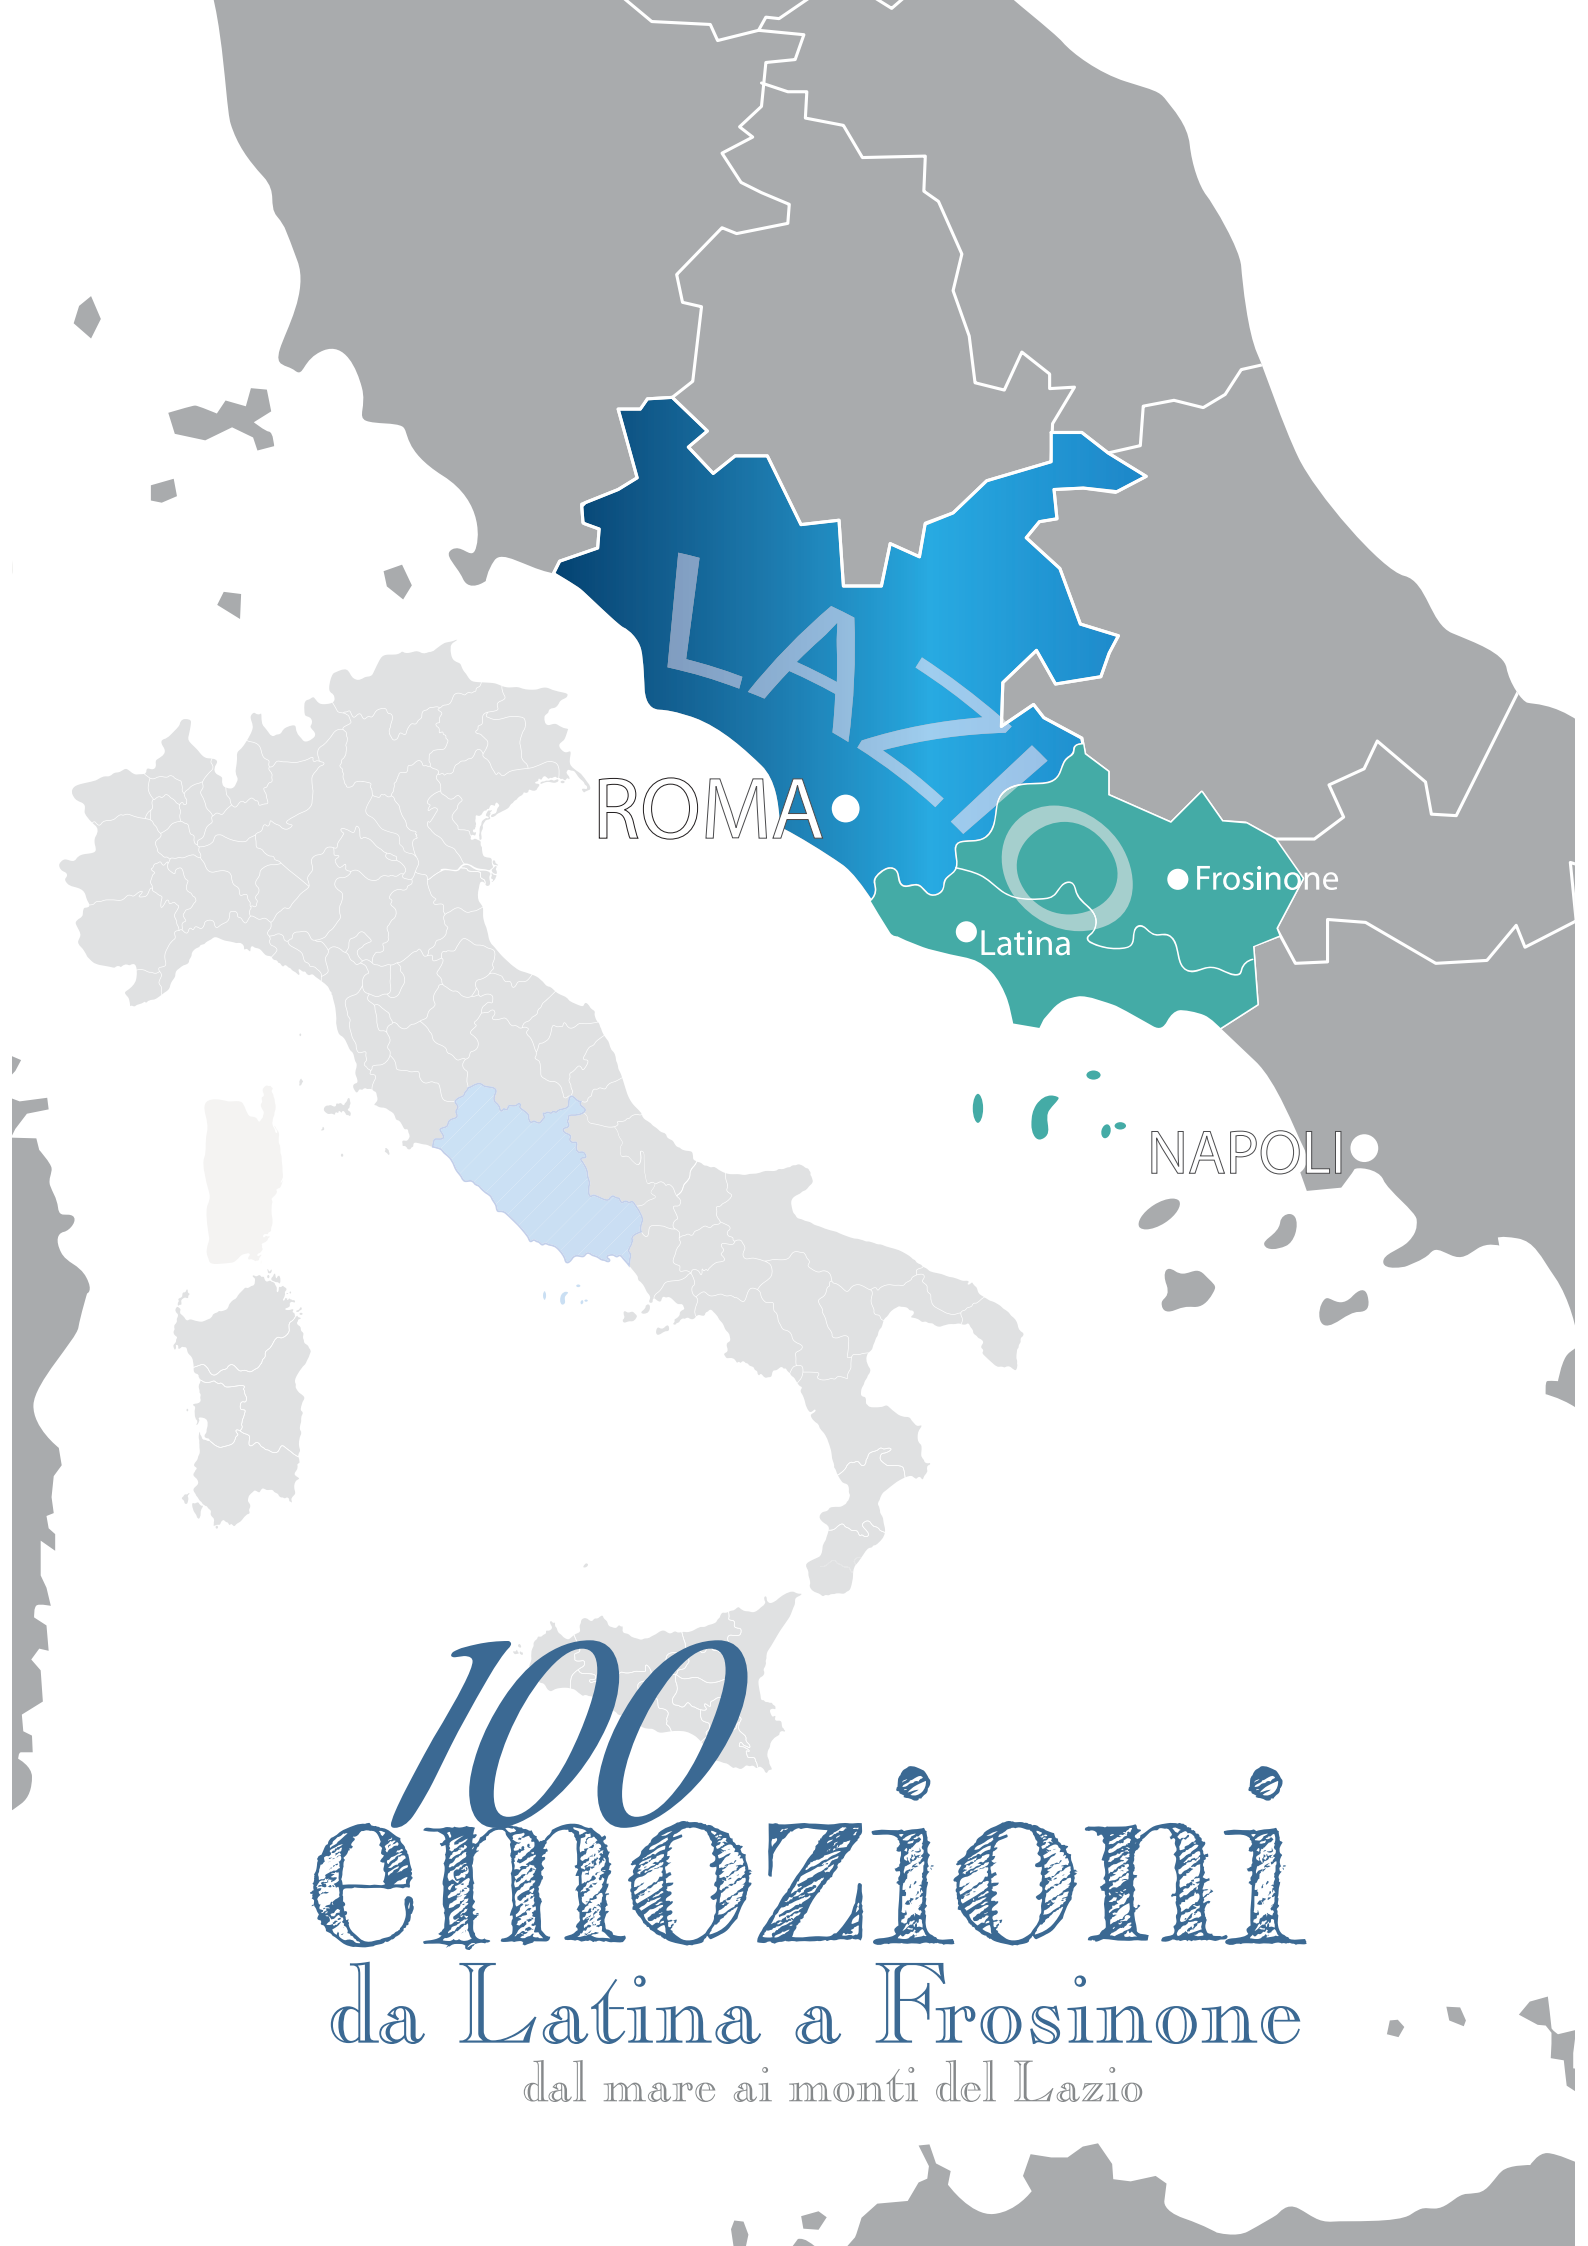 LAZIO
ROMA
Frosinone
Latina
NAPOLI
100
emozioni
da Latina a Frosinone
dal mare ai monti del Lazio